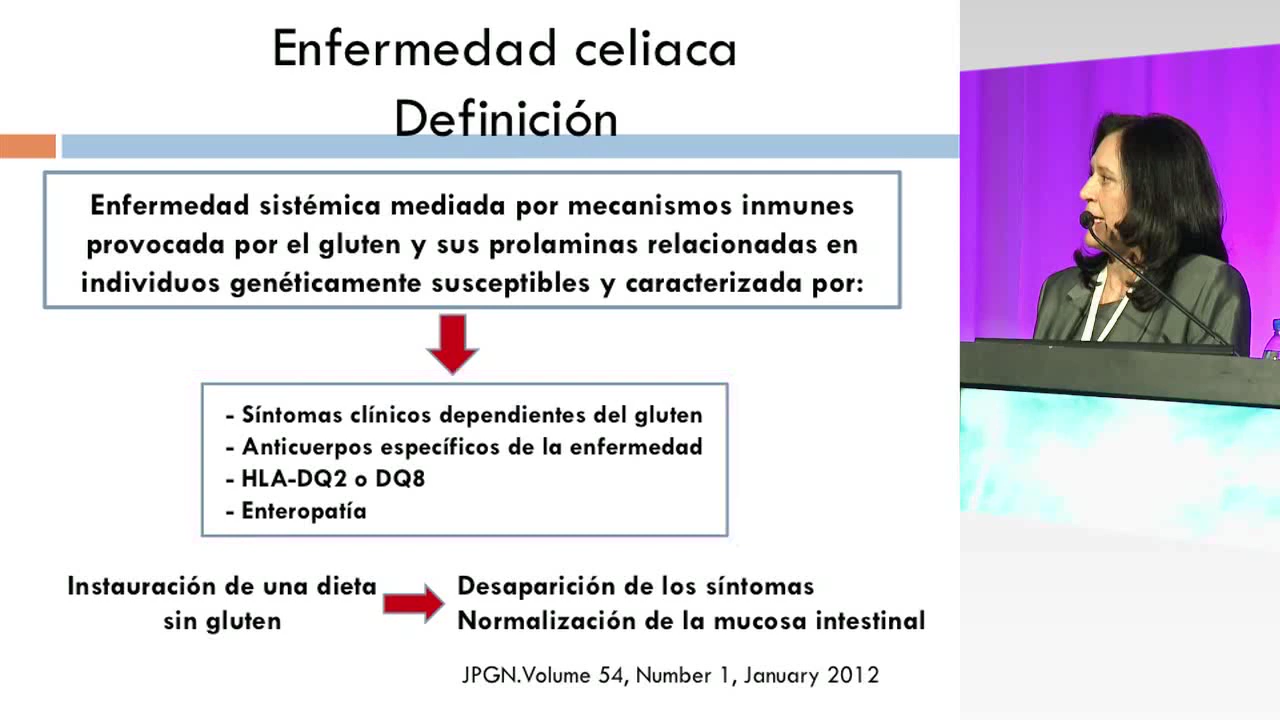 Enfermedad celiaca
Definición
Enfermedad sistémica mediada por mecanismos inmunes
provocada por el gluten y sus prolaminas relacionadas en
individuos genéticamente susceptibles y caracterizada por:
- Síntomas clínicos dependientes del gluten
- Anticuerpos específicos de la enfermedad
- HLA-DQ2 o DQ8
- Enteropatía
Instauración de una dieta
sin gluten
Desaparición de los síntomas
Normalización de la mucosa intestinal
JPGN.Volume 54, Number 1, January 2012